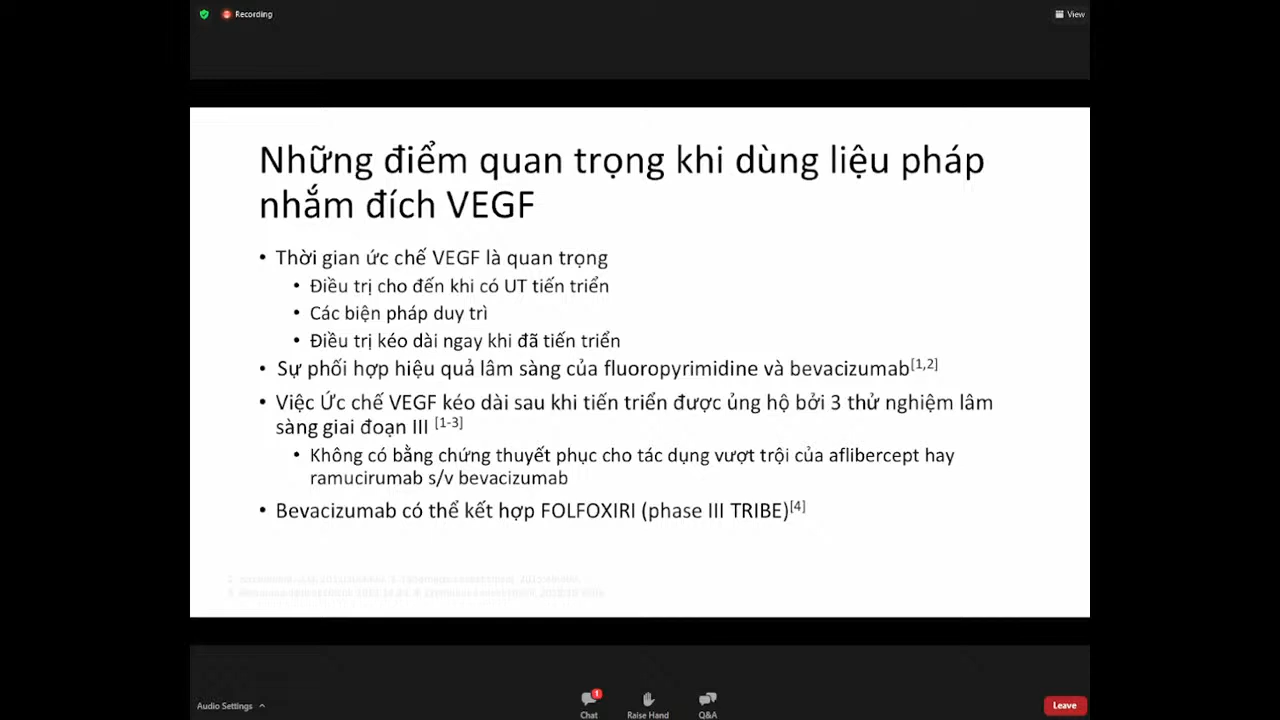 Recording
View
Những điểm quan trọng khi dùng liệu pháp
nhắm đích VEGF
• Thời gian ức chế VEGF là quan trọng
• Điều trị cho đến khi có UT tiến triển
• Các biện pháp duy trì
• Điều trị kéo dài ngay khi đã tiến triển
• Sự phối hợp hiệu quả lâm sàng của fluoropyrimidine và bevacizumab[1,2]
• Việc Ức chế VEGF kéo dài sau khi tiến triển được ủng hộ bởi 3 thử nghiệm lâm
sàng giai đoạn III [1-3]
• Không có bằng chứng thuyết phục cho tác dụng vượt trội của aflibercept hay
ramucirumab s/v bevacizumab
• Bevacizumab có thể kết hợp FOLFOXIRI (phase III TRIBE)[4]
Audio Settings
1
Chat
Raise Hand
Q&A
Leave